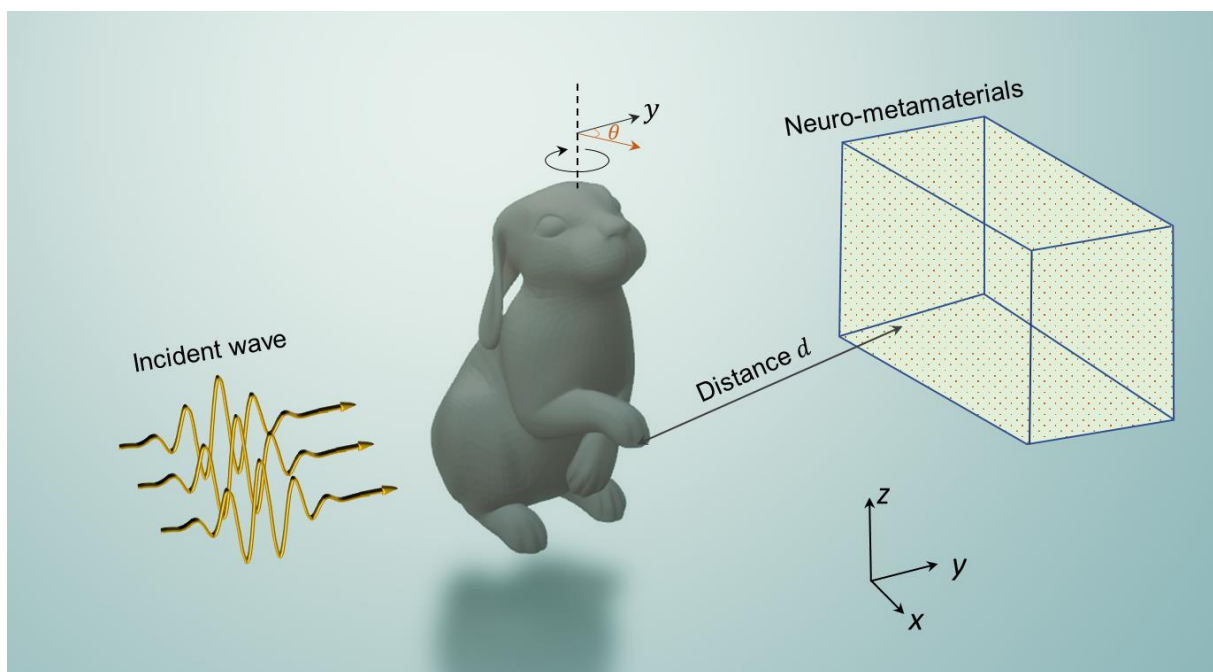 Neuro-metamaterials
y
θ
Incident wave
Distance d
z
y
x